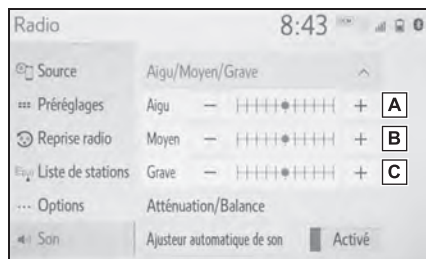 Radio 8:43
Source Aigu/Moyen/Grave
Préréglages Aigu − + A
Reprise radio Moyen − + B
Liste de stations Grave − + C
Options Atténuation/Balance
Son Ajusteur automatique de son Activé